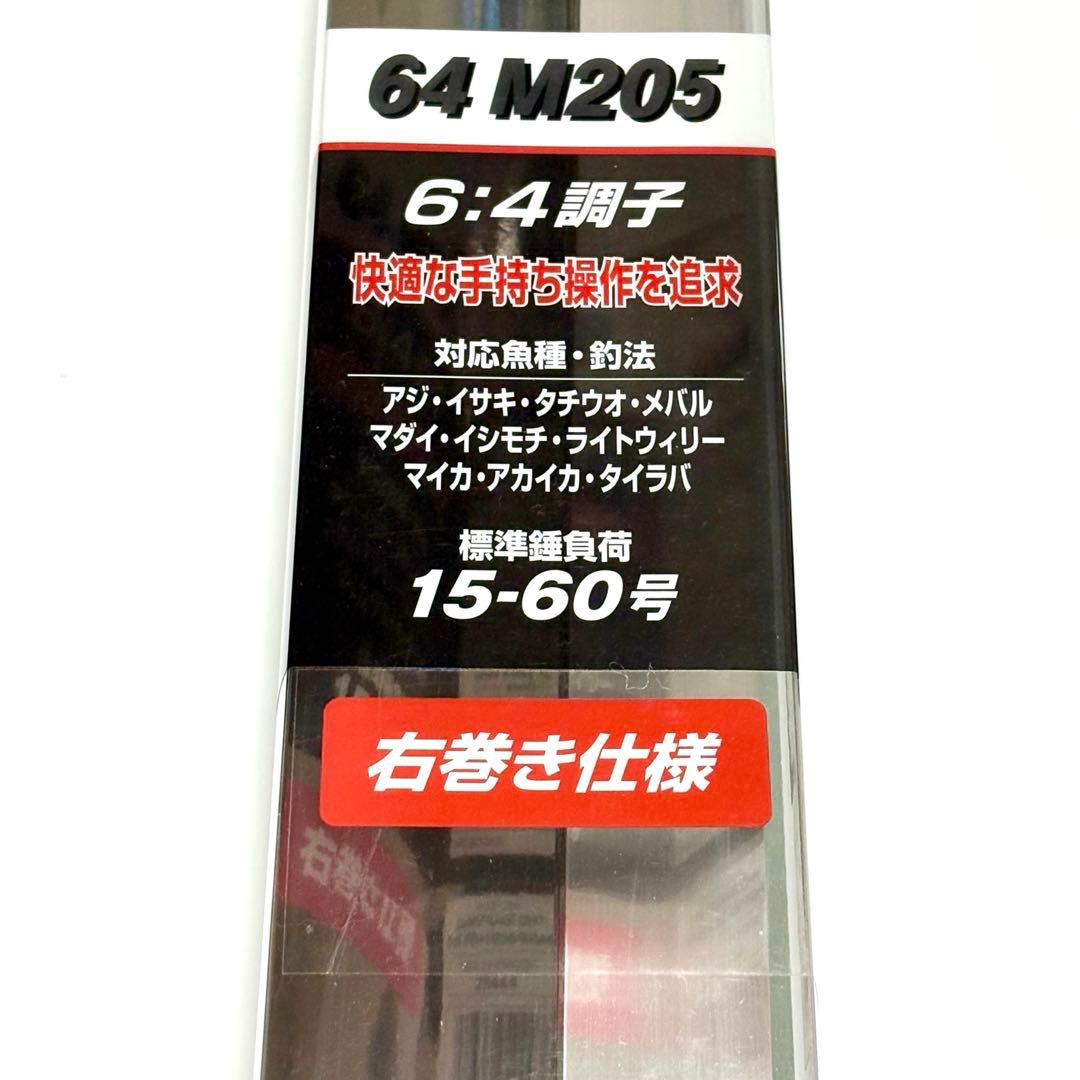 64 M205
6:4調子
快適な手持ち操作を追求
対応魚種・釣法
アジ・イサキ・タチウオ・メバル
マダイ・イシモチ・ライトウィリー
マイカ・アカイカ・タイラバ
標準錘負荷
15-60号
右巻き仕様